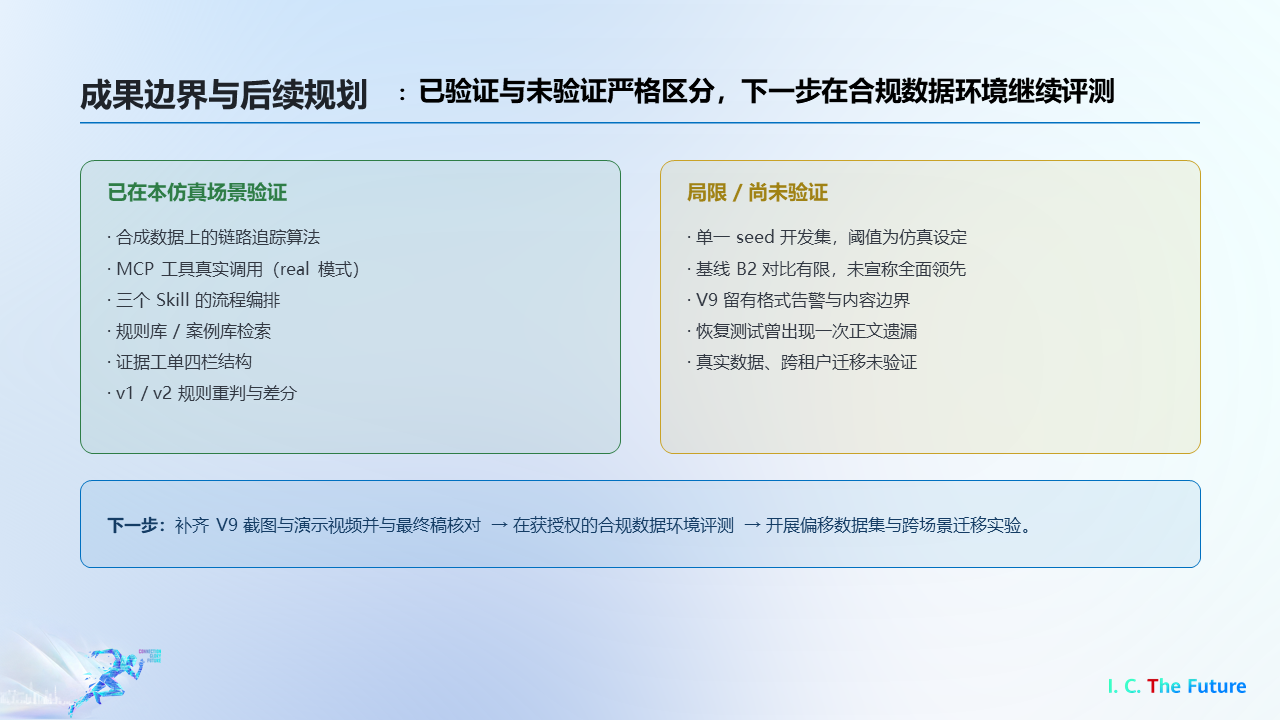 成果边界与后续规划 ：已验证与未验证严格区分，下一步在合规数据环境继续评测
已在本仿真场景验证
· 合成数据上的链路追踪算法
· MCP 工具真实调用（real 模式）
· 三个 Skill 的流程编排
· 规则库 / 案例库检索
· 证据工单四栏结构
· v1 / v2 规则重判与差分
局限 / 尚未验证
· 单一 seed 开发集，阈值为仿真设定
· 基线 B2 对比有限，未宣称全面领先
· V9 留有格式告警与内容边界
· 恢复测试曾出现一次正文遗漏
· 真实数据、跨租户迁移未验证
下一步：补齐 V9 截图与演示视频并与最终稿核对 → 在获授权的合规数据环境评测 → 开展偏移数据集与跨场景迁移实验。
I. C. The Future